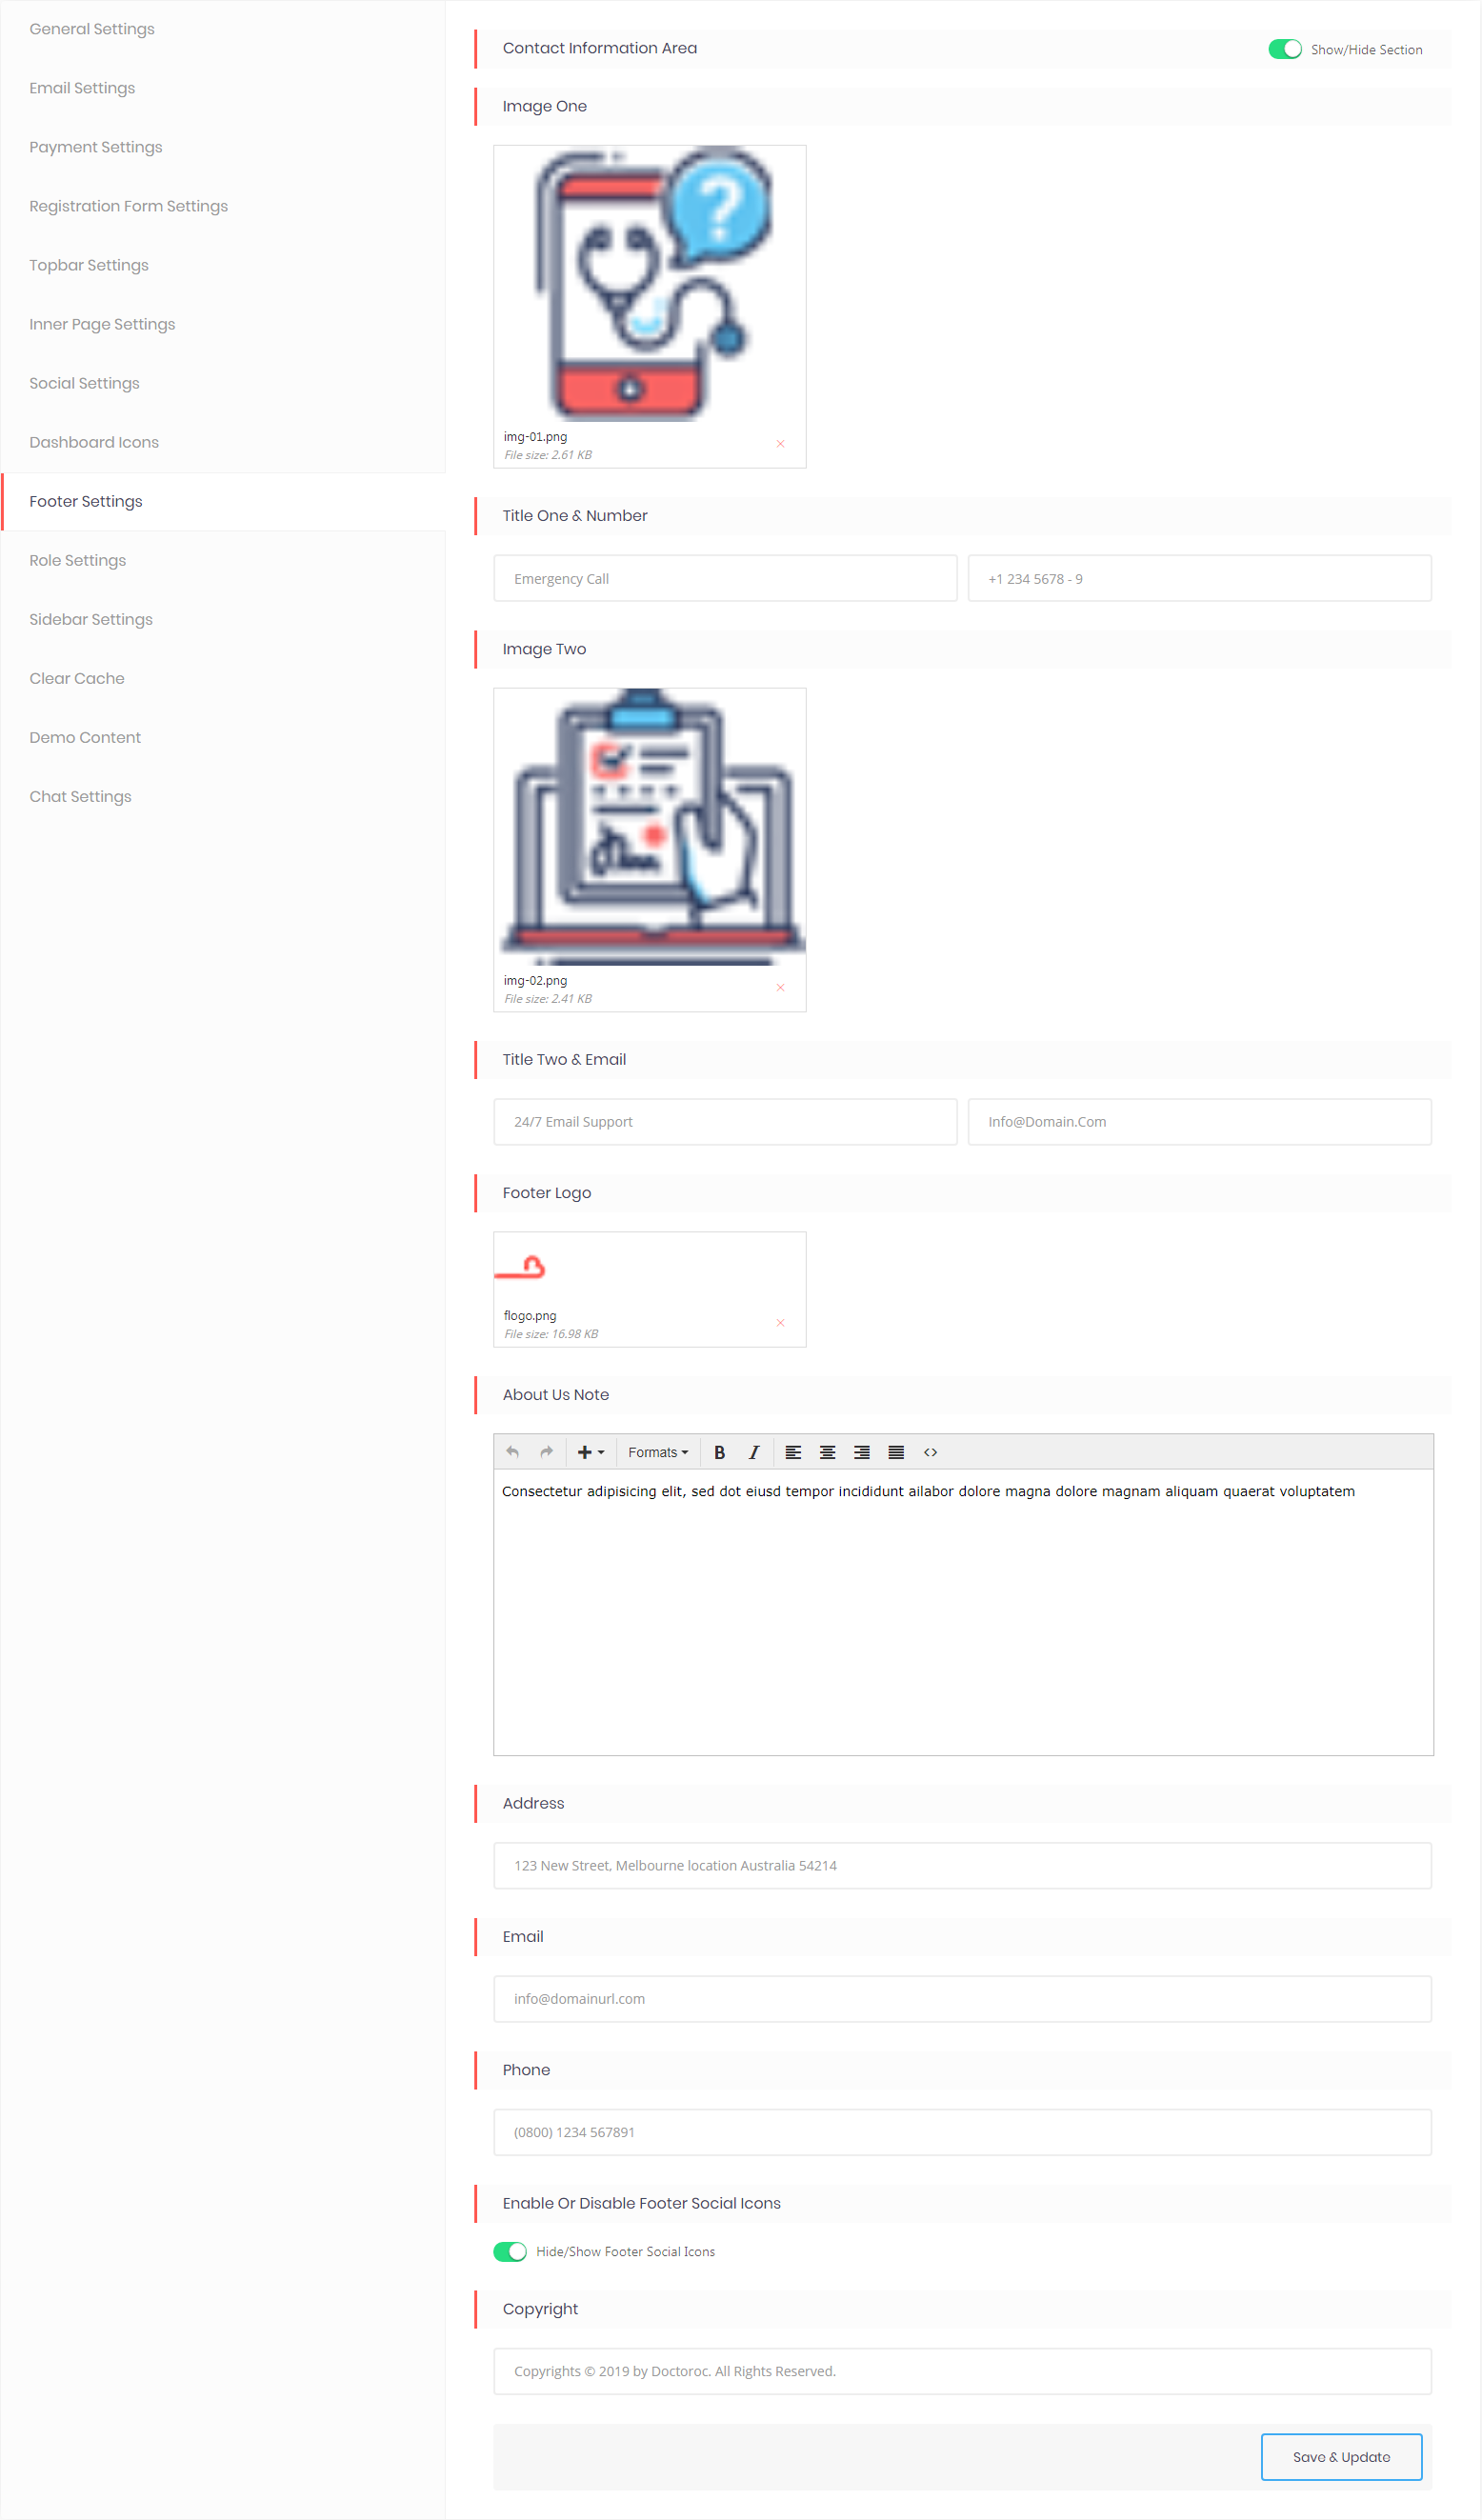 General Settings
Email Settings
Payment Settings
Registration Form Settings
Topbar Settings
Inner Page Settings
Social Settings
Dashboard Icons
Footer Settings
Role Settings
Sidebar Settings
Clear Cache
Demo Content
Chat Settings
Contact Information Area
Show/Hide Section
Image One
?
img-01.png
File size: 2.61 KB
Title One & Number
Emergency Call
+1 234 5678 - 9
Image Two
img-02.png
File size: 2.41 KB
Title Two & Email
24/7 Email Support
Info@Domain.Com
Footer Logo
flogo.png
File size: 16.98 KB
About Us Note
Formats B I <>
Consectetur adipisicing elit, sed dot eiusd tempor incididunt ailabor dolore magna dolore magnam aliquam quaerat voluptatem
Address
123 New Street, Melbourne location Australia 54214
Email
info@domainurl.com
Phone
(0800) 1234 567891
Enable Or Disable Footer Social Icons
Hide/Show Footer Social Icons
Copyright
Copyrights © 2019 by Doctoroc. All Rights Reserved.
Save & Update